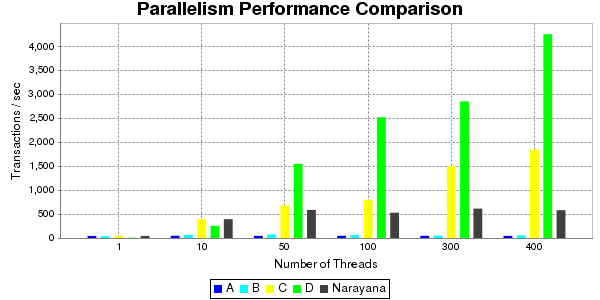 Parallelism Performance Comparison
Transactions / sec
4,000
3,500
3,000
2,500
2,000
1,500
1,000
500
0
1 10 50 100 300 400
Number of Threads
A B C D Narayana